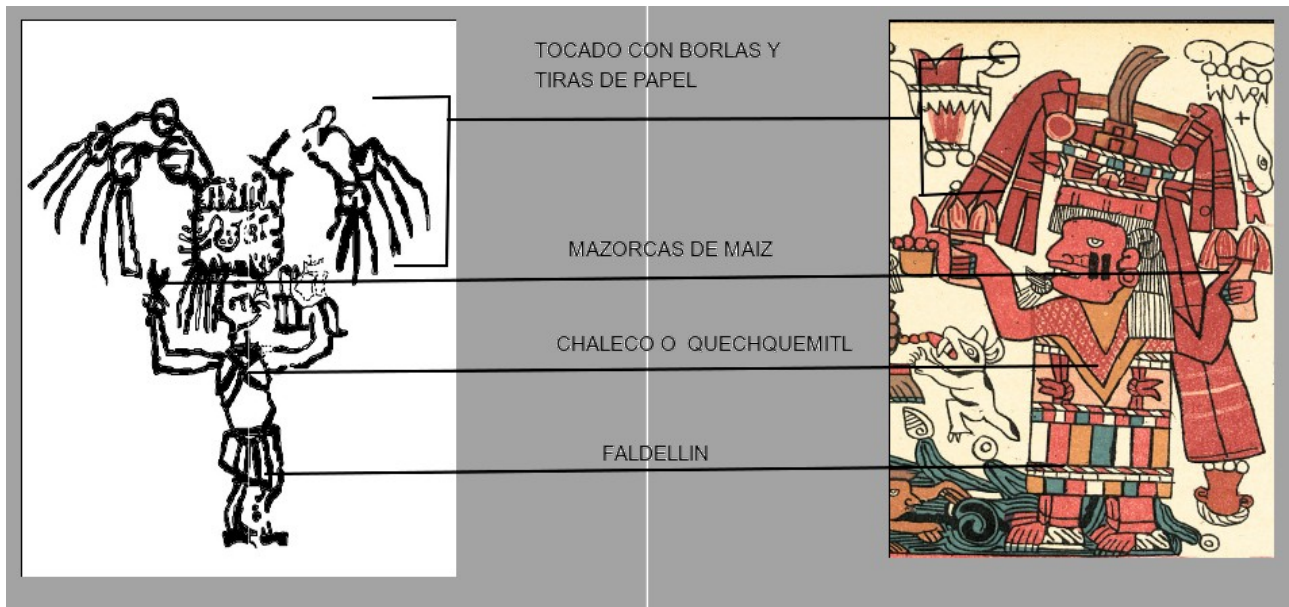 TOCADO CON BORLAS Y
TIRAS DE PAPEL
MAZORCAS DE MAIZ
CHALECO O QUECHQUEMITL
FALDELLIN